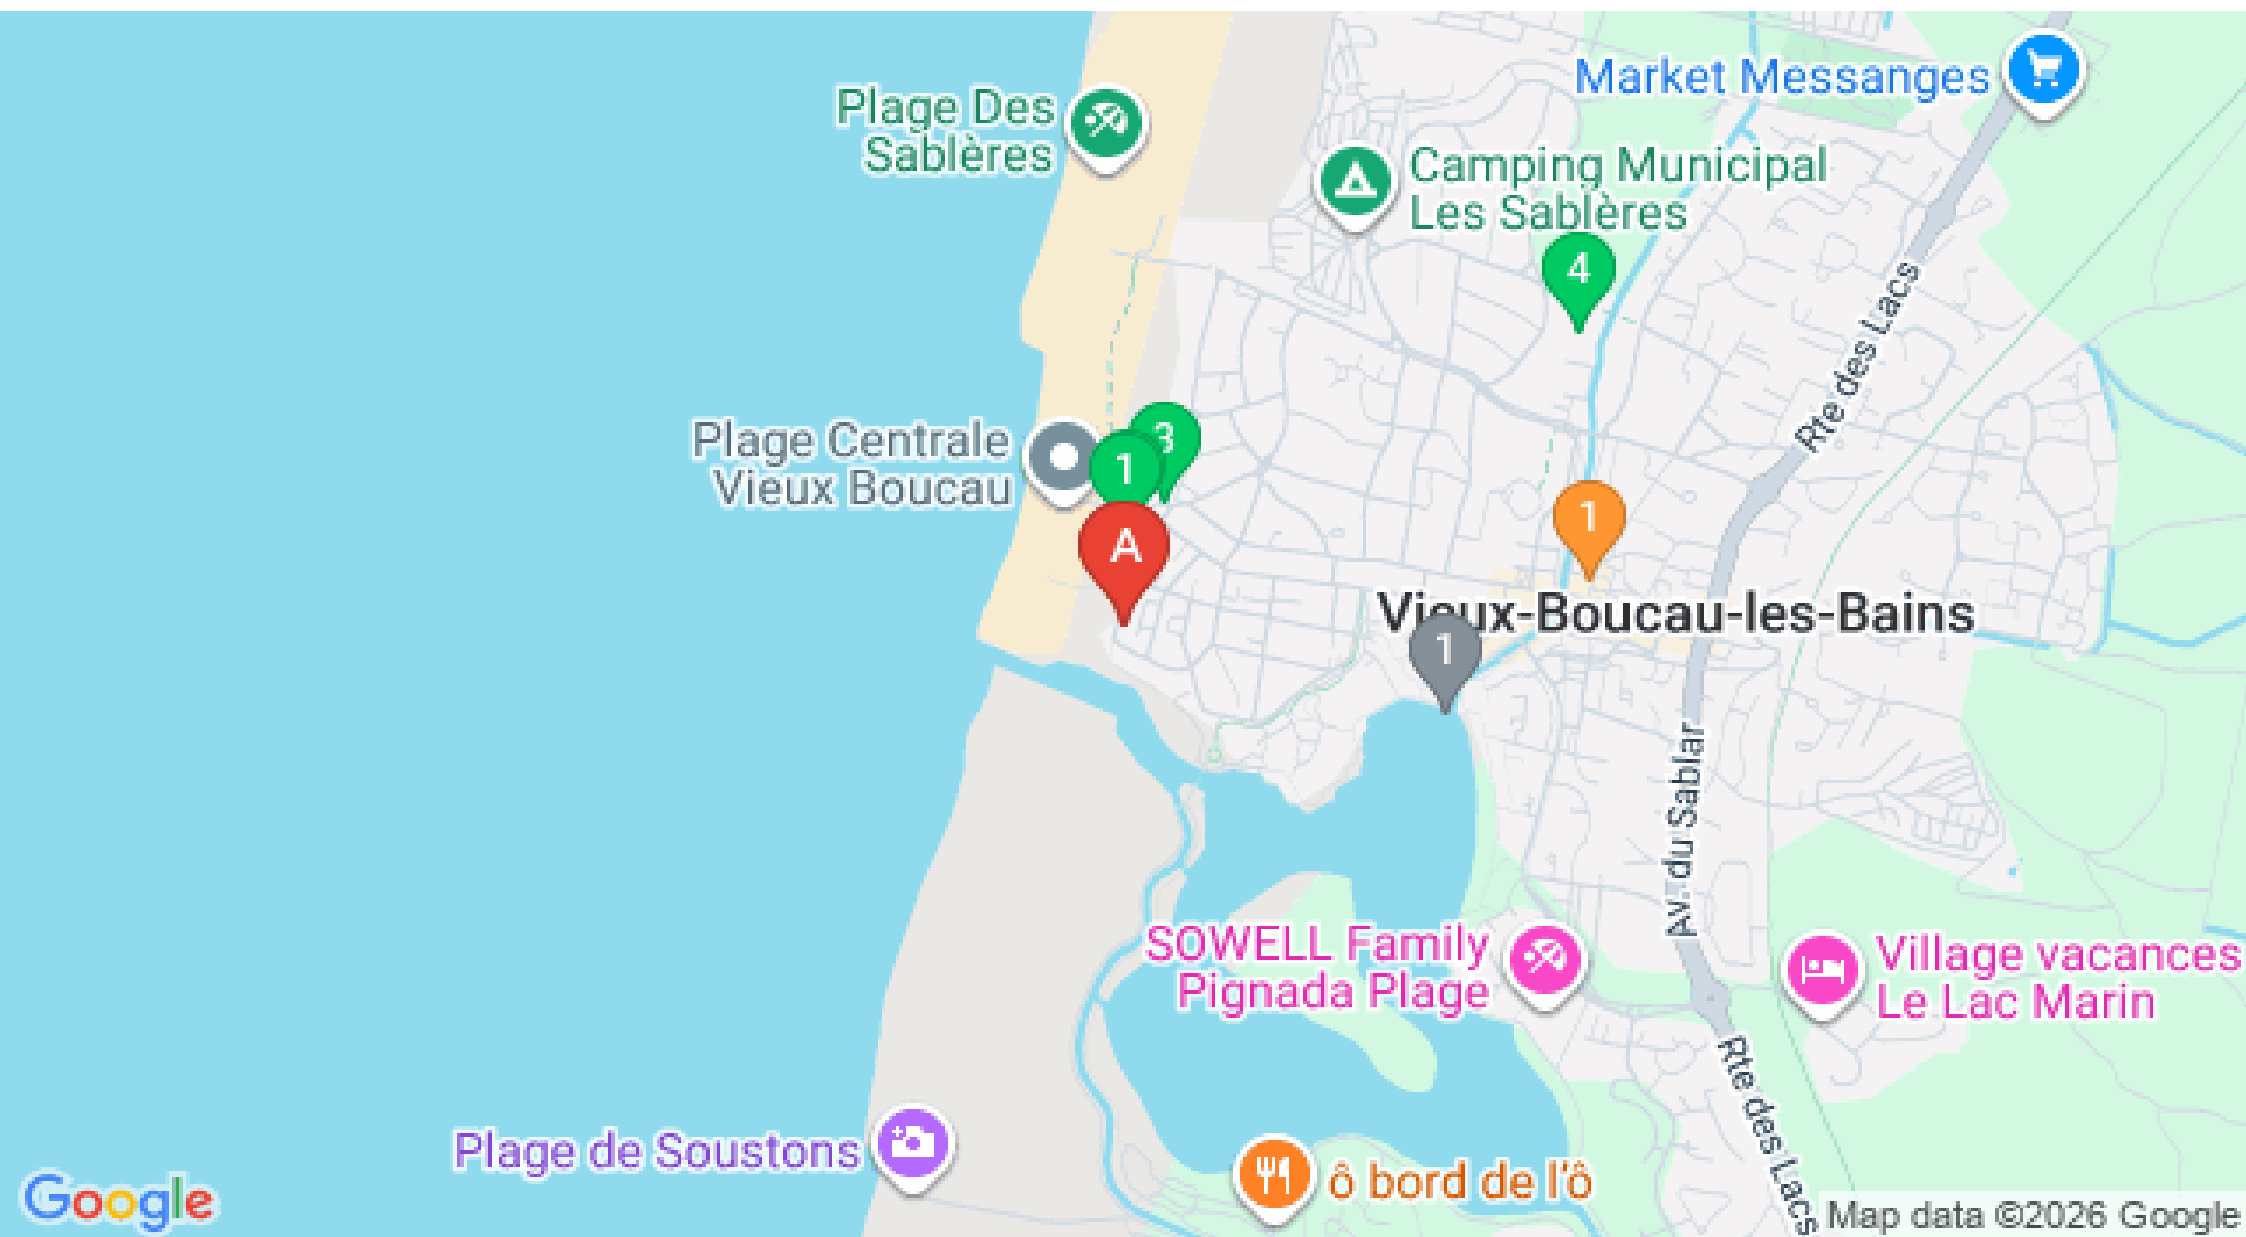 Market Messanges
Plage Des
Sablères
Camping Municipal
Les Sablères
4
Rte des Lacs
Plage Centrale
Vieux Boucau
3
1
A
1
Vieux-Boucau-les-Bains
1
Av. du Sablar
SOWELL Family
Pignada Plage
Village vacances
Le Lac Marin
Rte des Lacs
Plage de Soustons
ô bord de l'ô
Google
Map data ©2026 Google